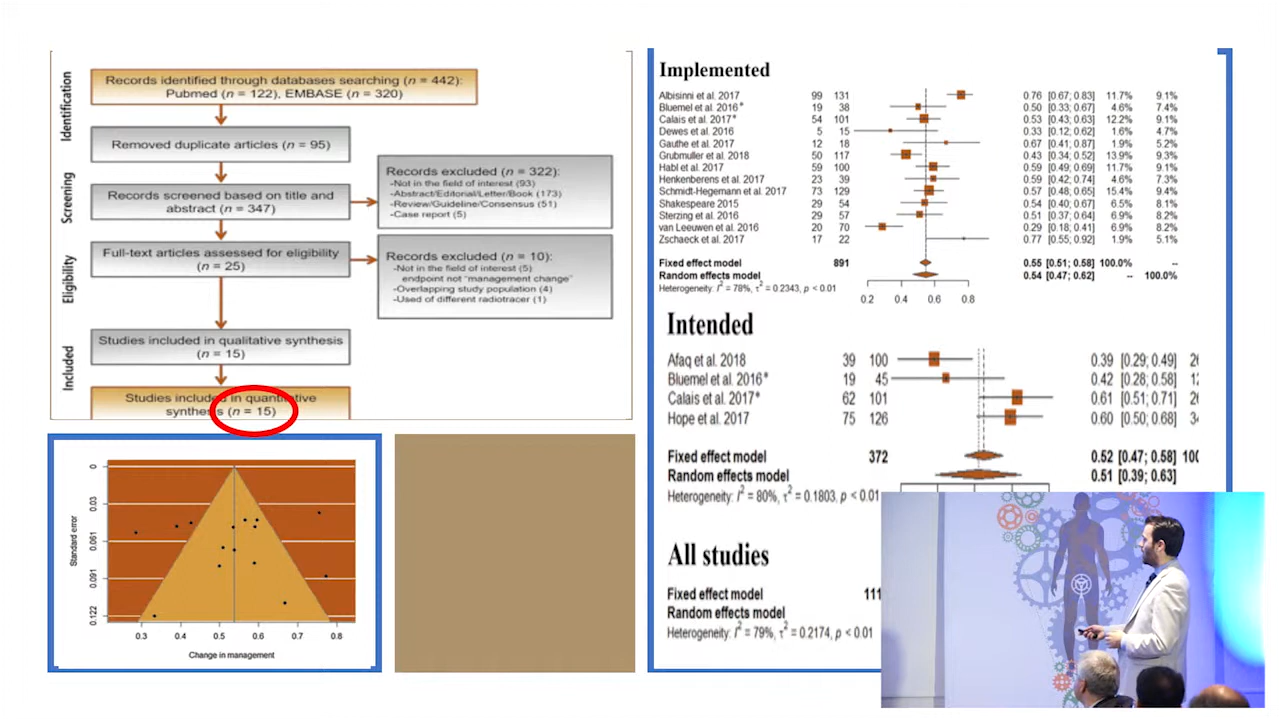 Identification
Records identified through databases searching (n = 442):
Pubmed (n = 122), EMBASE (n = 320)
Removed duplicate articles (n = 95)
Screening
Records screened based on title and
abstract (n = 347)
Records excluded (n = 322):
-Not in the field of interest (93)
-Abstract/Editorial/Letter/Book (173)
-Review/Guideline/Consensus (51)
-Case report (5)
Eligibility
Full-text articles assessed for eligibility
(n = 25)
Records excluded (n = 10):
-Not in the field of interest (5)
endpoint not "management change"
-Overlapping study population (4)
-Used of different radiotracer (1)
Included
Studies included in qualitative synthesis
(n = 15)
Studies included in quantitative
synthesis (n = 15)
Standard error
0
0.03
0.061
0.091
0.122
0.3 0.4 0.5 0.6 0.7 0.8
Change in management
Implemented
Albisinni et al. 2017 99 131 0.76 [0.67; 0.83] 11.7% 9.1%
Bluemel et al. 2016* 19 38 0.50 [0.33; 0.67] 4.6% 7.4%
Calais et al. 2017* 54 101 0.53 [0.43; 0.63] 12.2% 9.1%
Dewes et al. 2016 5 15 0.33 [0.12; 0.62] 1.6% 4.7%
Gauthe et al. 2017 12 18 0.67 [0.41; 0.87] 1.9% 5.2%
Grubmuller et al. 2018 50 117 0.43 [0.34; 0.52] 13.9% 9.3%
Habl et al. 2017 59 100 0.59 [0.49; 0.69] 11.7% 9.1%
Henkenberens et al. 2017 23 39 0.59 [0.42; 0.74] 4.6% 7.3%
Schmidt-Hegemann et al. 2017 73 129 0.57 [0.48; 0.65] 15.4% 9.4%
Shakespeare 2015 29 54 0.54 [0.40; 0.67] 6.5% 8.1%
Sterzing et al. 2016 29 57 0.51 [0.37; 0.64] 6.9% 8.2%
van Leeuwen et al. 2016 20 70 0.29 [0.18; 0.41] 6.9% 8.2%
Zschaeck et al. 2017 17 22 0.77 [0.55; 0.92] 1.9% 5.1%
Fixed effect model 891 0.55 [0.51; 0.58] 100.0% --
Random effects model 0.54 [0.47; 0.62] -- 100.0%
Heterogeneity: I² = 78%, τ² = 0.2343, p < 0.01
0.2 0.4 0.6 0.8
Intended
Afaq et al. 2018 39 100 0.39 [0.29; 0.49]
Bluemel et al. 2016* 19 45 0.42 [0.28; 0.58]
Calais et al. 2017* 62 101 0.61 [0.51; 0.71]
Hope et al. 2017 75 126 0.60 [0.50; 0.68]
Fixed effect model 372 0.52 [0.47; 0.58]
Random effects model 0.51 [0.39; 0.63]
Heterogeneity: I² = 80%, τ² = 0.1803, p < 0.01
All studies
Fixed effect model
Random effects model
Heterogeneity: I² = 79%, τ² = 0.2174, p < 0.01